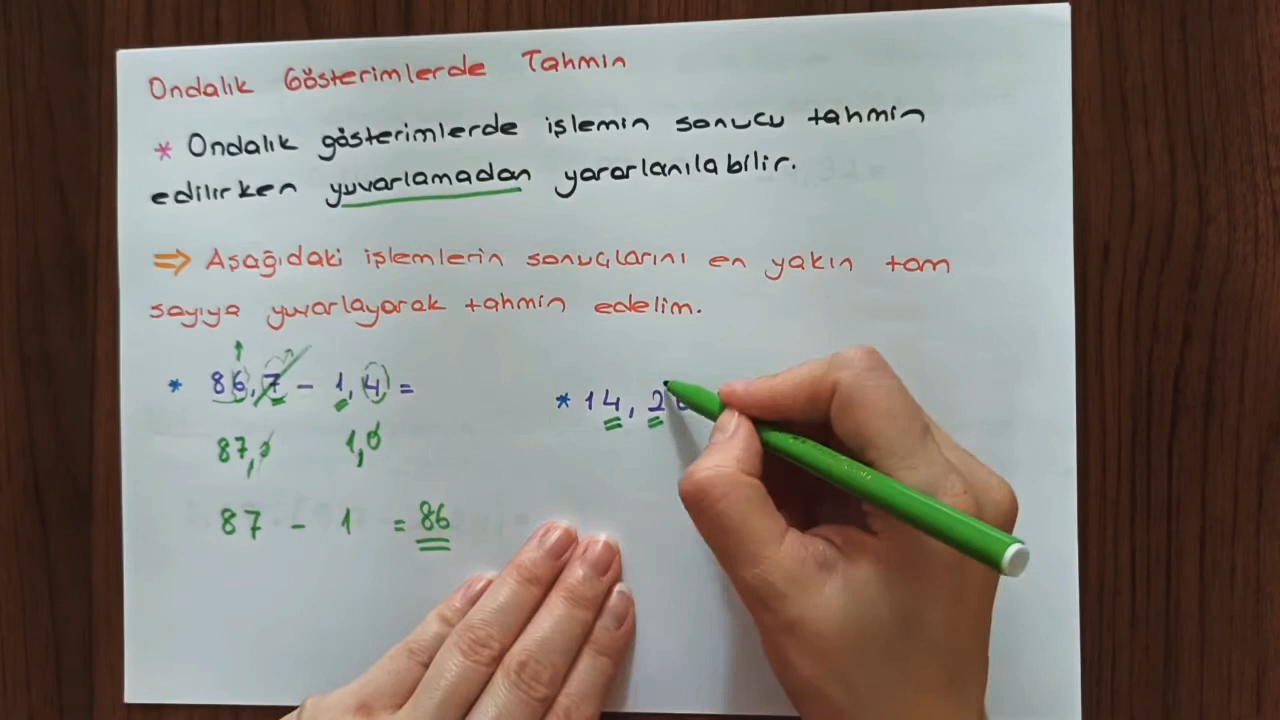 Ondalık Gösterimlerde Tahmin
* Ondalık gösterimlerde işlemin sonucu tahmin
edilirken yuvarlamadan yararlanılabilir.
⇒ Aşağıdaki işlemlerin sonuçlarını en yakın tam
sayıya yuvarlayarak tahmin edelim.
* 86,7 - 1,4 =
87,0 1,0
87 - 1 = 86
* 14,2